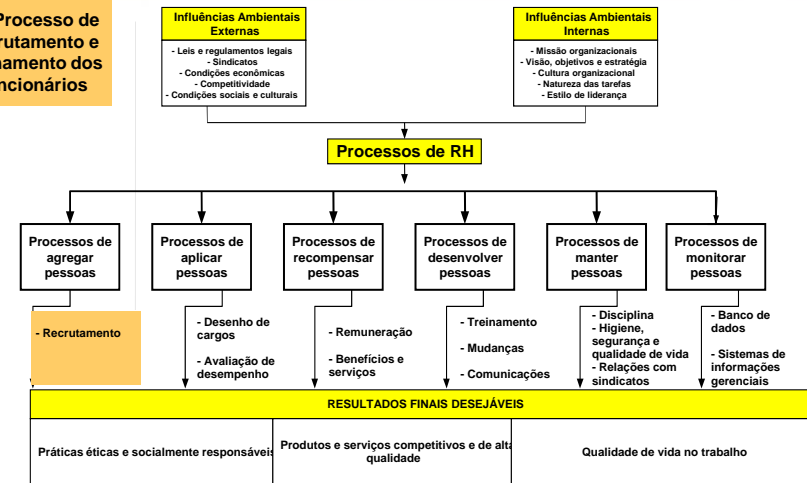 Processo de
rutamento e
namento dos
ncionários
Influências Ambientais
Externas
- Leis e regulamentos legais
- Sindicatos
- Condições econômicas
- Competitividade
- Condições sociais e culturais
Influências Ambientais
Internas
- Missão organizacionais
- Visão, objetivos e estratégia
- Cultura organizacional
- Natureza das tarefas
- Estilo de liderança
Processos de RH
Processos de
agregar
pessoas
Processos de
aplicar
pessoas
Processos de
recompensar
pessoas
Processos de
desenvolver
pessoas
Processos de
manter
pessoas
Processos de
monitorar
pessoas
- Recrutamento
- Desenho de
cargos
- Avaliação de
desempenho
- Remuneração
- Benefícios e
serviços
- Treinamento
- Mudanças
- Comunicações
- Disciplina
- Higiene,
segurança e
qualidade de vida
- Relações com
sindicatos
- Banco de
dados
- Sistemas de
informações
gerenciais
RESULTADOS FINAIS DESEJÁVEIS
Práticas éticas e socialmente responsáveis
Produtos e serviços competitivos e de alta
qualidade
Qualidade de vida no trabalho